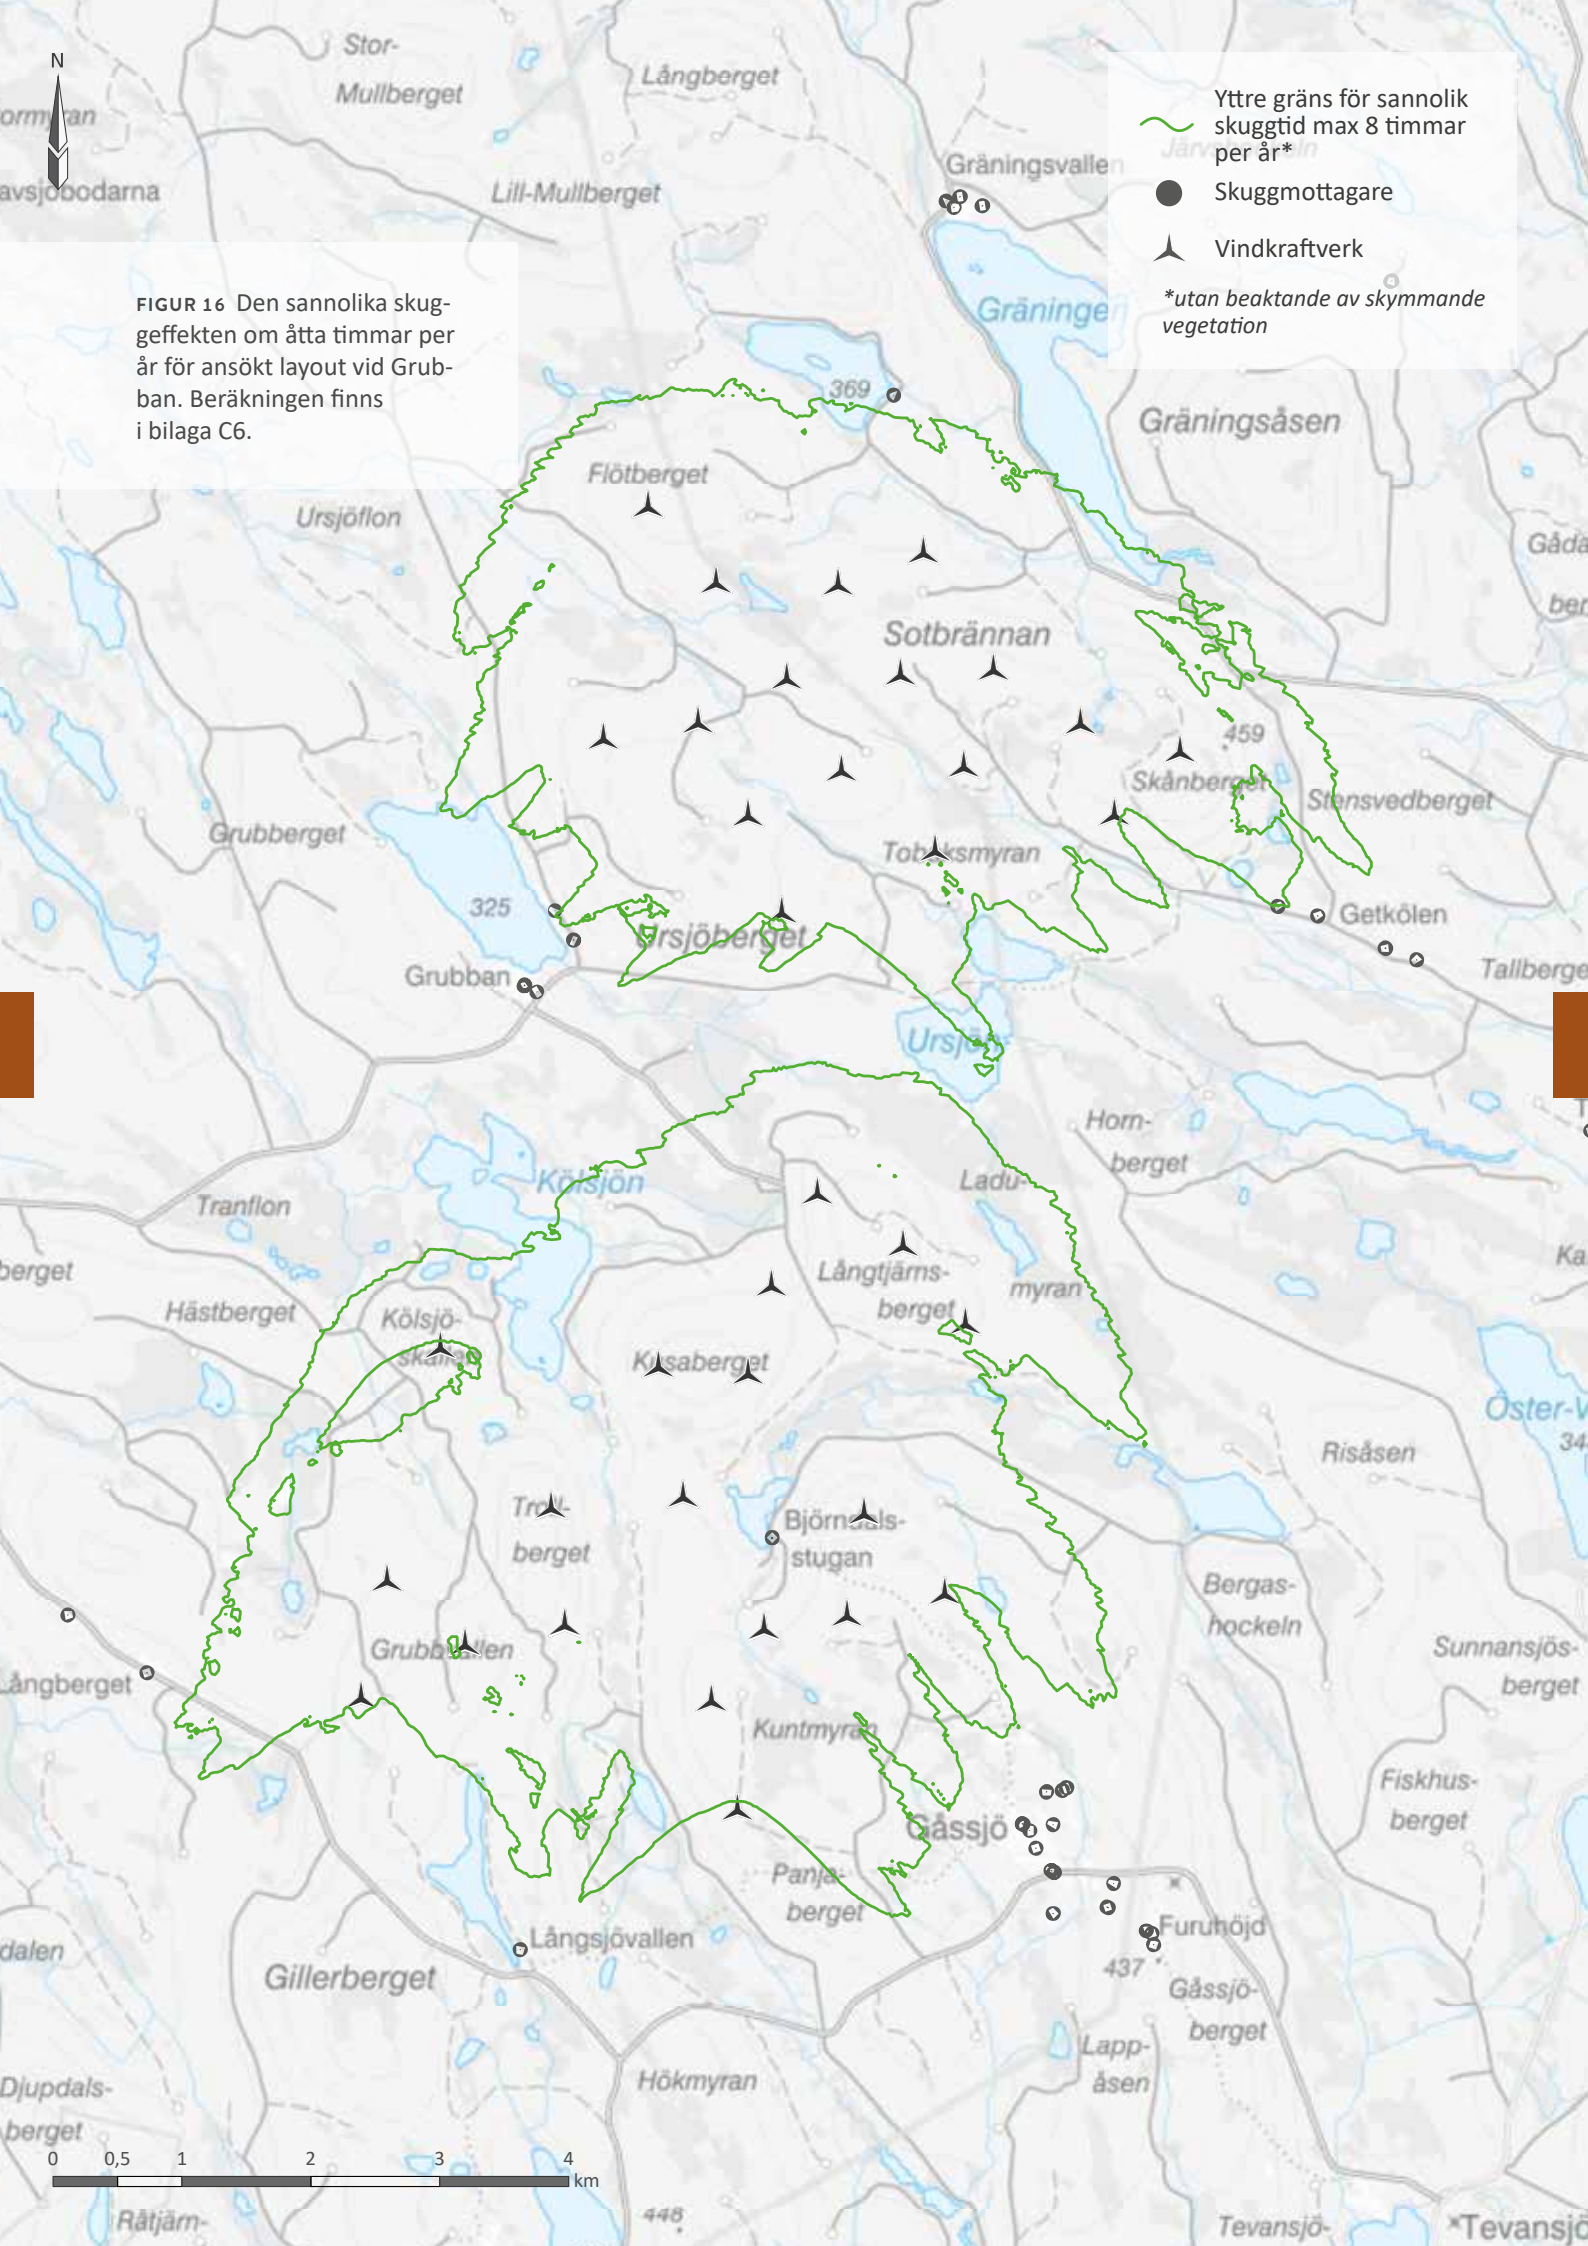 N
Stor-
Mullberget
Långberget
avsjöbodarna
Lill-Mullberget
Gräningsvallen
Yttre gräns för sannolik
skuggtid max 8 timmar
per år*
Skuggmottagare
Vindkraftverk
*utan beaktande av skymmande
vegetation
FIGUR 16 Den sannolika skug-
geffekten om åtta timmar per
år för ansökt layout vid Grub-
ban. Beräkningen finns
i bilaga C6.
Gräningen
369
Gräningsåsen
Flötberget
Ursjöflon
Gåda
ber
Sotbrännan
459
Skånberget
Stensvedberget
Grubberget
Tobaksmyran
325
Ursjöberget
Getkölen
Grubban
Tallberge
Ursjön
Horn-
berget
Kölsjön
Ladu-
myran
Tranflon
berget
Långtjärns-
berget
Ka
Hästberget
Kölsjö-
skallen
Kusaberget
Öster-V
34
Risåsen
Troll-
berget
Björndals-
stugan
Bergas-
hockeln
Grubbvallen
Sunnansjös-
berget
Långberget
Kuntmyran
Fiskhus-
berget
Gåssjö
Panja-
berget
Furuhöjd
Långsjövallen
dalen
Gillerberget
437
Gåssjö-
berget
Lapp-
åsen
Hökmyran
Djupdals-
berget
0 0,5 1 2 3 4
km
448
Råtjärn-
Tevansjö-
Tevansjö